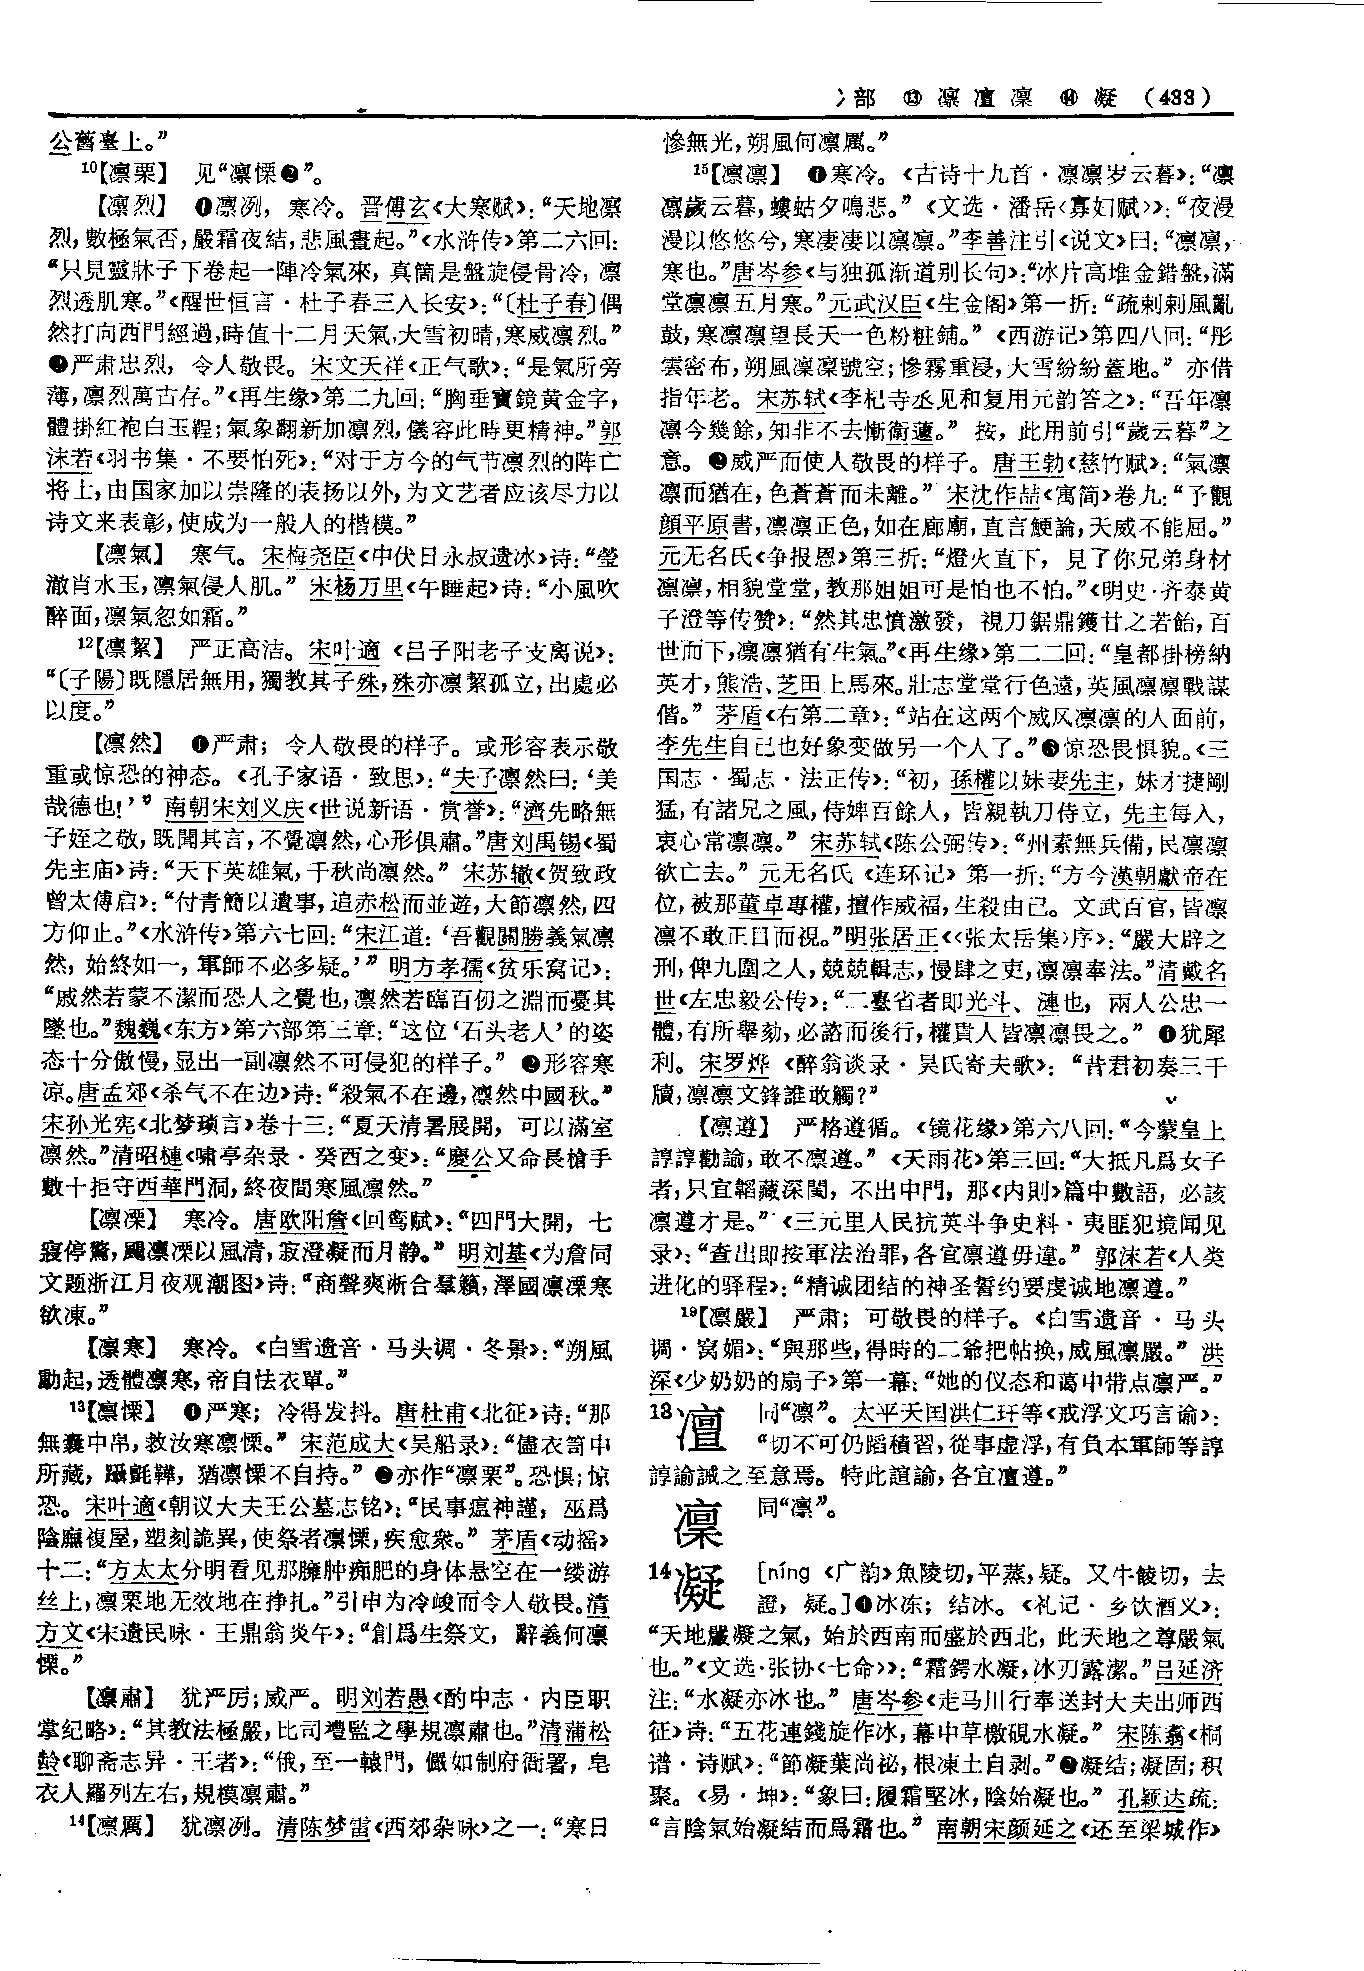 冫部 ⑬ 凛澶凜 ⑭ 凝 (433)
公舊臺上。”
¹⁰【凛栗】 见“凛慄❷”。
【凛烈】 ❶凛冽，寒冷。晋傅玄《大寒赋》：“天地凛
烈，數極氣否，嚴霜夜結，悲風晝起。”《水浒传》第二六回：
“只見靈牀子下卷起一陣冷氣來，真箇是盤旋侵骨冷，凛
烈透肌寒。”《醒世恒言·杜子春三入长安》：“〔杜子春〕偶
然打向西門經過，時值十二月天氣，大雪初晴，寒威凛烈。”
❷严肃忠烈，令人敬畏。宋文天祥《正气歌》：“是氣所旁
薄，凛烈萬古存。”《再生缘》第二九回：“胸垂寶鏡黄金字，
體掛紅袍白玉鞓；氣象翻新加凛烈，儀容此時更精神。”郭
沫若《羽书集·不要怕死》：“对于方今的气节凛烈的阵亡
将士，由国家加以崇隆的表扬以外，为文艺者应该尽力以
诗文来表彰，使成为一般人的楷模。”
【凛氣】 寒气。宋梅尧臣《中伏日永叔遗冰》诗：“瑩
澈肖水玉，凛氣侵人肌。”宋杨万里《午睡起》诗：“小風吹
醉面，凛氣忽如霜。”
¹²【凛絜】 严正高洁。宋叶適《吕子阳老子支离说》：
“〔子陽〕既隱居無用，獨教其子殊，殊亦凛絜孤立，出處必
以度。”
【凛然】 ❶严肃；令人敬畏的样子。或形容表示敬
重或惊恐的神态。《孔子家语·致思》：“夫子凛然曰：‘美
哉德也！’”南朝宋刘义庆《世说新语·赏誉》：“濟先略無
子姪之敬，既聞其言，不覺凛然，心形俱肅。”唐刘禹锡《蜀
先主庙》诗：“天下英雄氣，千秋尚凛然。”宋苏辙《贺致政
曾太傅启》：“付青簡以遺事，追赤松而並遊，大節凛然，四
方仰止。”《水浒传》第六七回：“宋江道：‘吾觀關勝義氣凛
然，始終如一，軍師不必多疑。’”明方孝孺《贫乐窝记》：
“戚然若蒙不潔而恐人之覺也，凛然若臨百仞之淵而憂其
墜也。”魏巍《东方》第六部第三章：“这位‘石头老人’的姿
态十分傲慢，显出一副凛然不可侵犯的样子。”❷形容寒
凉。唐孟郊《杀气不在边》诗：“殺氣不在邊，凛然中國秋。”
宋孙光宪《北梦琐言》卷十三：“夏天清暑展開，可以滿室
凛然。”清昭槤《啸亭杂录·癸酉之变》：“慶公又命長槍手
數十拒守西華門洞，終夜間寒風凛然。”
【凛凓】 寒冷。唐欧阳詹《回鸾赋》：“四門大開，七
寢停鷘，颸凛凓以風清，寂澄凝而月静。”明刘基《为詹同
文题浙江月夜观潮图》诗：“商聲爽淅合羣籟，澤國凛凓寒
欲凍。”
【凛寒】 寒冷。《白雪遗音·马头调·冬景》：“朔風
勵起，透體凛寒，帝自怯衣單。”
¹³【凛慄】 ❶严寒；冷得发抖。唐杜甫《北征》诗：“那
無囊中帛，救汝寒凛慄。”宋范成大《吴船录》：“儘衣笥中
所藏，躡氈韡，猶凛慄不自持。”❷亦作“凛栗”。恐惧；惊
恐。宋叶適《朝议大夫王公墓志铭》：“民事瘟神謹，巫爲
陰廡複屋，塑刻詭異，使祭者凛慄，疾愈衆。”茅盾《动摇》
十二：“方太太分明看见那臃肿痴肥的身体悬空在一缕游
丝上，凛栗地无效地在挣扎。”引申为冷峻而令人敬畏。清
方文《宋遗民咏·王鼎翁炎午》：“創爲生祭文，辭義何凛
慄。”
【凛肅】 犹严厉；威严。明刘若愚《酌中志·内臣职
掌纪略》：“其教法極嚴，比司禮監之學規凛肅也。”清蒲松
龄《聊斋志异·王者》：“俄，至一轅門，儼如制府衙署，皂
衣人羅列左右，規模凛肅。”
¹⁴【凛厲】 犹凛冽。清陈梦雷《西郊杂咏》之一：“寒日
惨無光，朔風何凛厲。”
¹⁵【凛凛】 ❶寒冷。《古诗十九首·凛凛岁云暮》：“凛
凛歲云暮，螻蛄夕鳴悲。”《文选·潘岳〈寡妇赋〉》：“夜漫
漫以悠悠兮，寒凄凄以凛凛。”李善注引《说文》曰：“凛凛，
寒也。”唐岑参《与独孤渐道别长句》：“冰片高堆金錯盤，滿
堂凛凛五月寒。”元武汉臣《生金阁》第一折：“疏剌剌風亂
鼓，寒凛凛望長天一色粉粧鋪。”《西游记》第四八回：“彤
雲密布，朔風凜凜號空；慘霧重浸，大雪紛紛蓋地。”亦借
指年老。宋苏轼《李杞寺丞见和复用元韵答之》：“吾年凛
凛今幾餘，知非不去慚衛蘧。”按，此用前引“歲云暮”之
意。❷威严而使人敬畏的样子。唐王勃《慈竹赋》：“氣凛
凛而猶在，色蒼蒼而未離。”宋沈作喆《寓简》卷九：“予觀
顔平原書，凛凛正色，如在廊廟，直言鯁論，天威不能屈。”
元无名氏《争报恩》第三折：“燈火直下，見了你兄弟身材
凛凛，相貌堂堂，教那姐姐可是怕也不怕。”《明史·齐泰黄
子澄等传赞》：“然其忠憤激發，視刀鋸鼎鑊甘之若飴，百
世而下，凛凛猶有生氣。”《再生缘》第二二回：“皇都掛榜納
英才，熊浩、芝田上馬來。壯志堂堂行色遠，英風凛凛戰謀
偕。”茅盾《右第二章》：“站在这两个威风凛凛的人面前，
李先生自己也好象变做另一个人了。”❸惊恐畏惧貌。《三
国志·蜀志·法正传》：“初，孫權以妹妻先主，妹才捷剛
猛，有諸兄之風，侍婢百餘人，皆親執刀侍立，先主每入，
衷心常凛凛。”宋苏轼《陈公弼传》：“州素無兵備，民凛凛
欲亡去。”元无名氏《连环记》第一折：“方今漢朝獻帝在
位，被那董卓專權，擅作威福，生殺由己。文武百官，皆凛
凛不敢正目而視。”明张居正《〈张太岳集〉序》：“嚴大辟之
刑，俾九圍之人，兢兢輯志，慢肆之吏，凛凛奉法。”清戴名
世《左忠毅公传》：“二臺省者即光斗、漣也，兩人公忠一
體，有所舉劾，必諮而後行，權貴人皆凛凛畏之。”❹犹犀
利。宋罗烨《醉翁谈录·吴氏寄夫歌》：“昔君初奏三千
牘，凛凛文鋒誰敢觸？”
【凛遵】 严格遵循。《镜花缘》第六八回：“今蒙皇上
諄諄勸諭，敢不凛遵。”《天雨花》第三回：“大抵凡爲女子
者，只宜韜藏深閨，不出中門，那《内則》篇中數語，必該
凛遵才是。”《三元里人民抗英斗争史料·夷匪犯境闻见
录》：“查出即按軍法治罪，各宜凛遵毋違。”郭沫若《人类
进化的驿程》：“精诚团结的神圣誓约要虔诚地凛遵。”
¹⁹【凛嚴】 严肃；可敬畏的样子。《白雪遗音·马头
调·窝媚》：“與那些，得時的二爺把帖换，威風凛嚴。”洪
深《少奶奶的扇子》第一幕：“她的仪态和蔼中带点凛严。”
13澶 同“凛”。太平天囯洪仁玕等《戒浮文巧言谕》：
“切不可仍蹈積習，從事虚浮，有負本軍師等諄
諄諭誡之至意焉。特此諠諭，各宜澶遵。”
凜 同“凛”。
14凝 [níng 《广韵》魚陵切，平蒸，疑。又牛餕切，去
證，疑。]❶冰冻；结冰。《礼记·乡饮酒义》：
“天地嚴凝之氣，始於西南而盛於西北，此天地之尊嚴氣
也。”《文选·张协〈七命〉》：“霜鍔水凝，冰刃露潔。”吕延济
注：“水凝亦冰也。”唐岑参《走马川行奉送封大夫出师西
征》诗：“五花連錢旋作冰，幕中草檄硯水凝。”宋陈翥《桐
谱·诗赋》：“節凝葉尚祕，根凍土自剥。”❷凝结；凝固；积
聚。《易·坤》：“象曰：履霜堅冰，陰始凝也。”孔颖达疏：
“言陰氣始凝結而爲霜也。”南朝宋颜延之《还至梁城作》